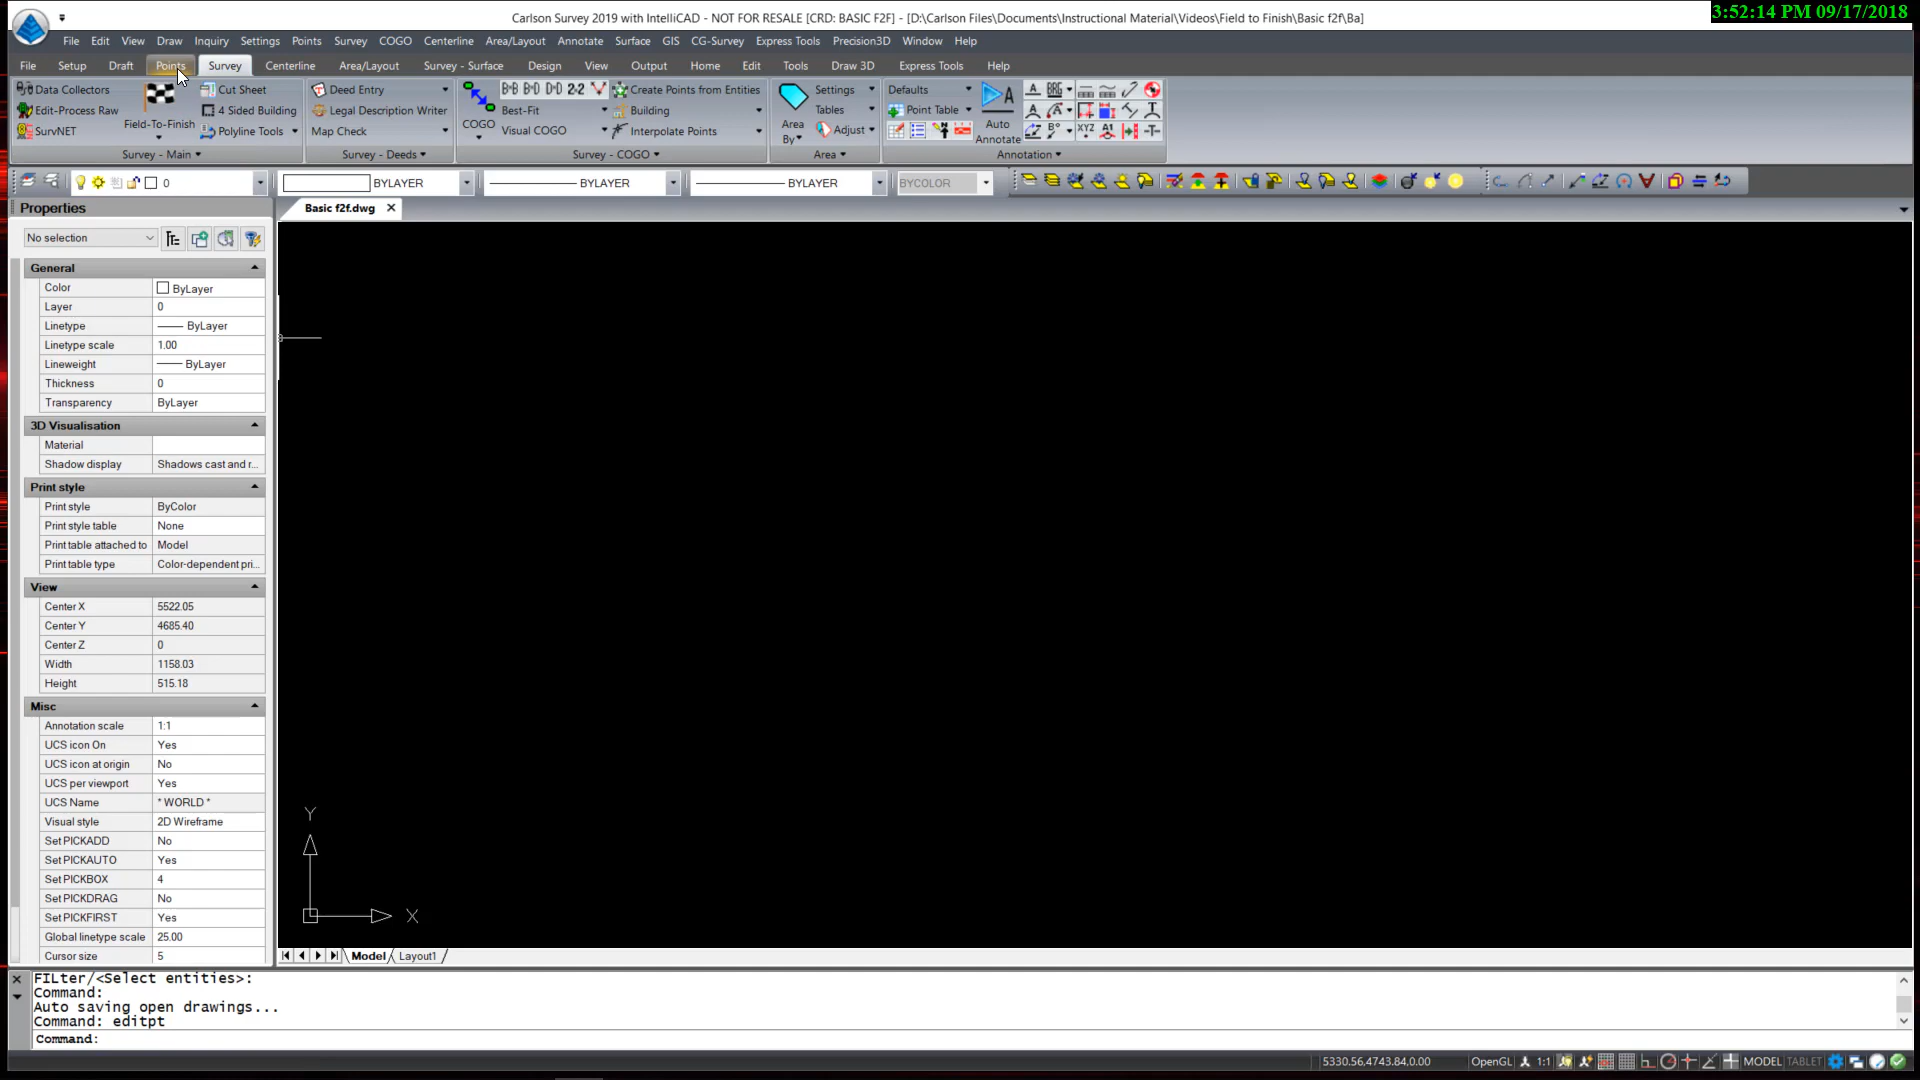 Carlson Survey 2019 with IntelliCAD - NOT FOR RESALE [CRD: BASIC F2F] - [D:\Carlson Files\Documents\Instructional Material\Videos\Field to Finish\Basic f2f\Ba]
3:52:14 PM 09/17/2018
File Edit View Draw Inquiry Settings Points Survey COGO Centerline Area/Layout Annotate Surface GIS CG-Survey Express Tools Precision3D Window Help
File Setup Draft Points Survey Centerline Area/Layout Survey - Surface Design View Output Home Edit Tools Draw 3D Express Tools Help
Data Collectors Cut Sheet Deed Entry Create Points from Entities Settings Defaults
Edit-Process Raw 4 Sided Building Legal Description Writer Best-Fit Building Tables Point Table
SurvNET Field-To-Finish Polyline Tools Map Check COGO Visual COGO Interpolate Points Area By Adjust Auto Annotate
Survey - Main Survey - Deeds Survey - COGO Area Annotation
0 BYLAYER BYLAYER BYLAYER BYCOLOR
Properties
Basic f2f.dwg
No selection
General
Color ByLayer
Layer 0
Linetype ByLayer
Linetype scale 1.00
Lineweight ByLayer
Thickness 0
Transparency ByLayer
3D Visualisation
Material
Shadow display Shadows cast and r...
Print style
Print style ByColor
Print style table None
Print table attached to Model
Print table type Color-dependent pri...
View
Center X 5522.05
Center Y 4685.40
Center Z 0
Width 1158.03
Height 515.18
Misc
Annotation scale 1:1
UCS icon On Yes
UCS icon at origin No
UCS per viewport Yes
UCS Name * WORLD *
Visual style 2D Wireframe
Set PICKADD No
Set PICKAUTO Yes
Set PICKBOX 4
Set PICKDRAG No
Set PICKFIRST Yes
Global linetype scale 25.00
Cursor size 5
Y
X
Model Layout1
FILter/<Select entities>:
Command:
Auto saving open drawings...
Command: editpt
Command:
5330.56,4743.84,0.00 OpenGL 1:1 MODEL TABLET